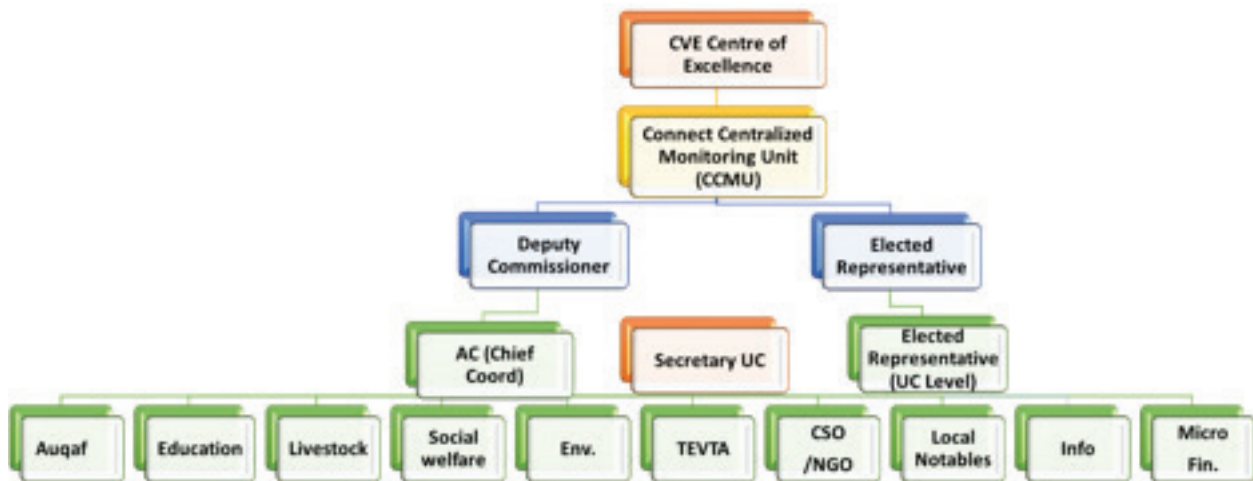 CVE Centre of
Excellence
Connect Centralized
Monitoring Unit
(CCMU)
Deputy
Commissioner
Elected
Representative
AC (Chief
Coord)
Secretary UC
Elected
Representative
(UC Level)
Auqaf
Education
Livestock
Social
welfare
Env.
TEVTA
CSO
/NGO
Local
Notables
Info
Micro
Fin.